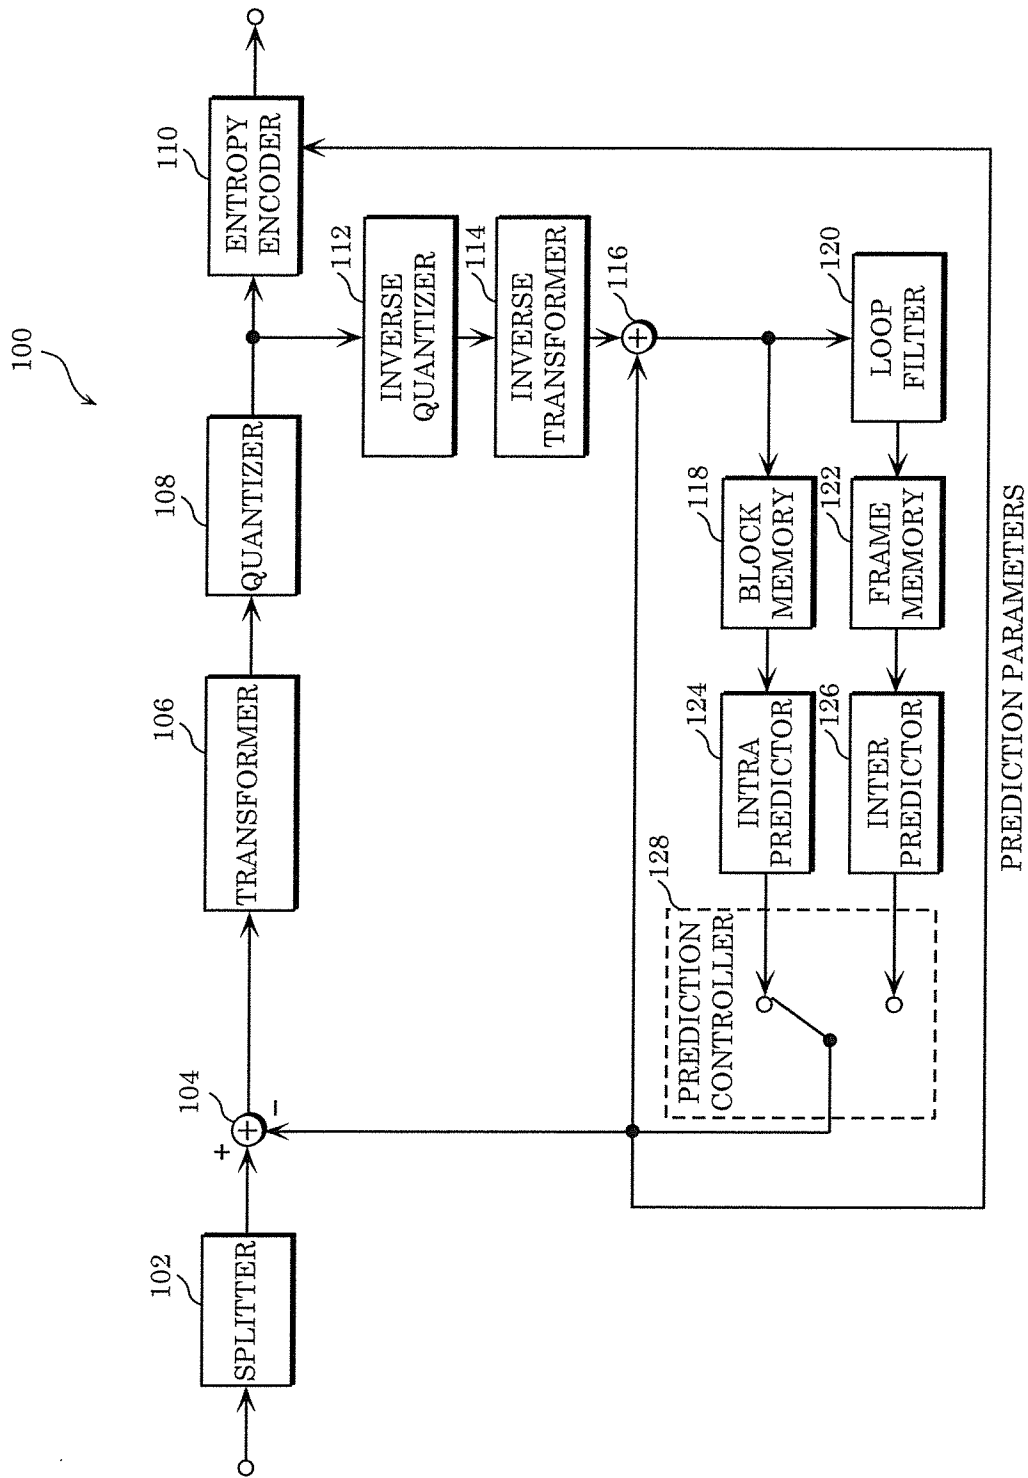 100
102
SPLITTER
+
104
−
106
TRANSFORMER
108
QUANTIZER
110
ENTROPY
ENCODER
112
INVERSE
QUANTIZER
114
INVERSE
TRANSFORMER
116
128
PREDICTION
CONTROLLER
124
INTRA
PREDICTOR
118
BLOCK
MEMORY
120
LOOP
FILTER
126
INTER
PREDICTOR
122
FRAME
MEMORY
PREDICTION PARAMETERS